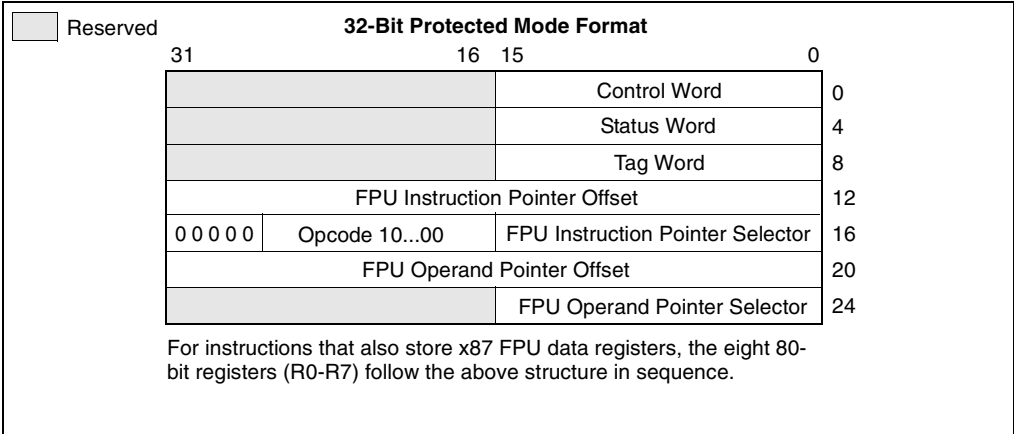 Reserved 32-Bit Protected Mode Format
31 16 15 0
Control Word 0
Status Word 4
Tag Word 8
FPU Instruction Pointer Offset 12
0 0 0 0 0 Opcode 10...00 FPU Instruction Pointer Selector 16
FPU Operand Pointer Offset 20
FPU Operand Pointer Selector 24
For instructions that also store x87 FPU data registers, the eight 80-
bit registers (R0-R7) follow the above structure in sequence.